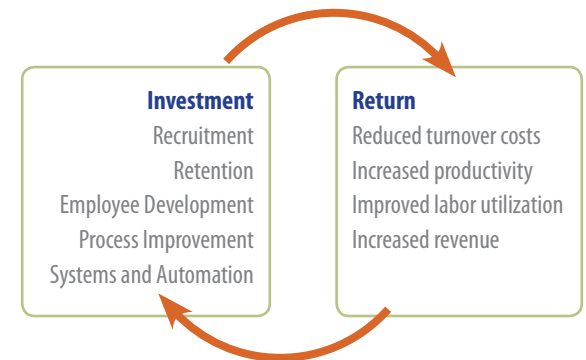 Investment
Recruitment
Retention
Employee Development
Process Improvement
Systems and Automation
Return
Reduced turnover costs
Increased productivity
Improved labor utilization
Increased revenue